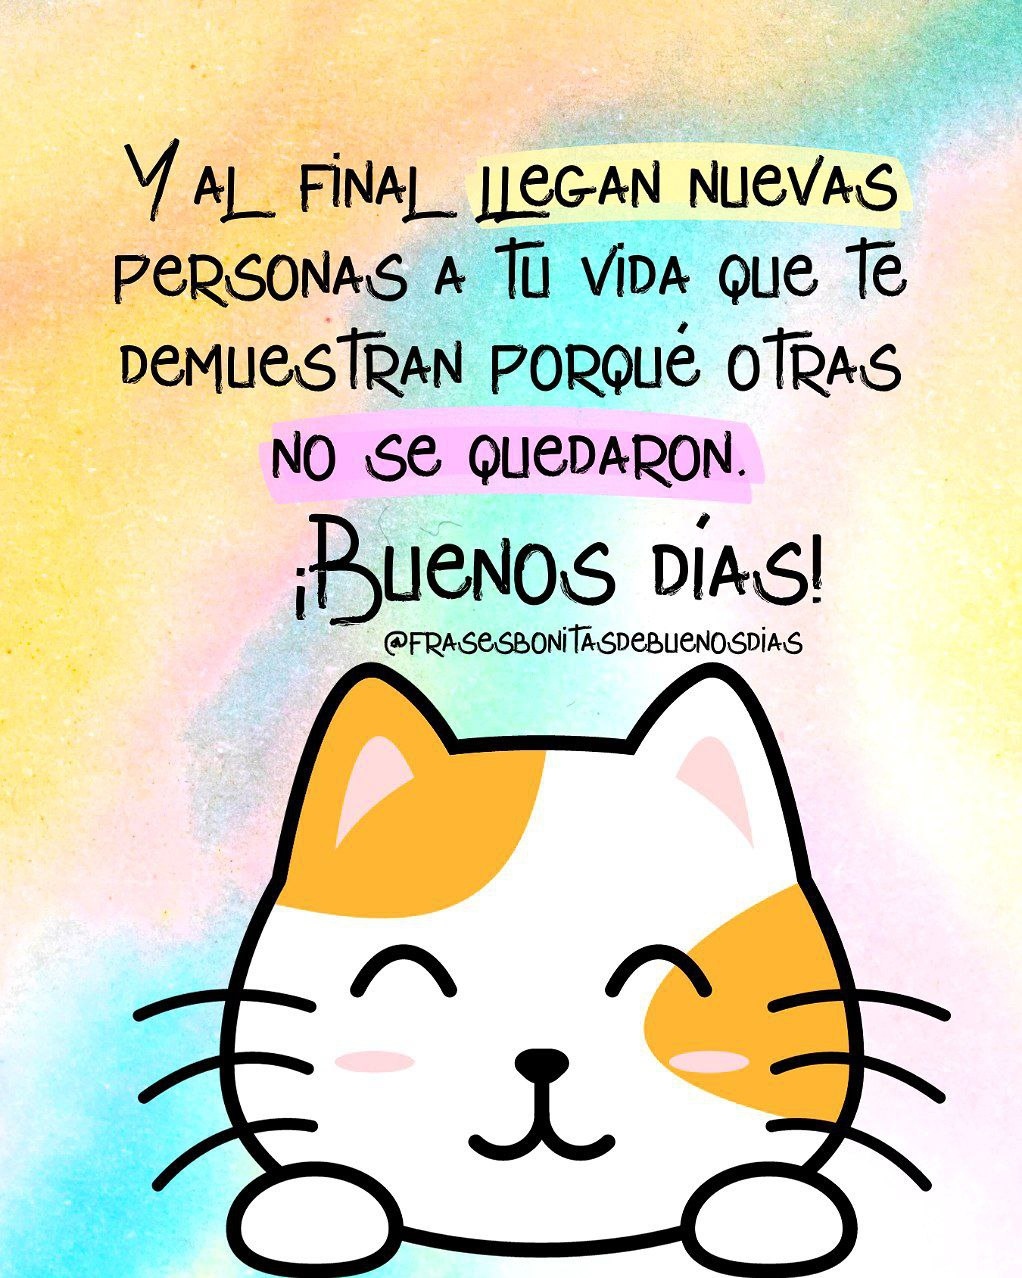 Y al final llegan nuevas
personas a tu vida que te
demuestran porqué otras
no se quedaron.
¡Buenos días!
@frasesbonitasdebuenosdias